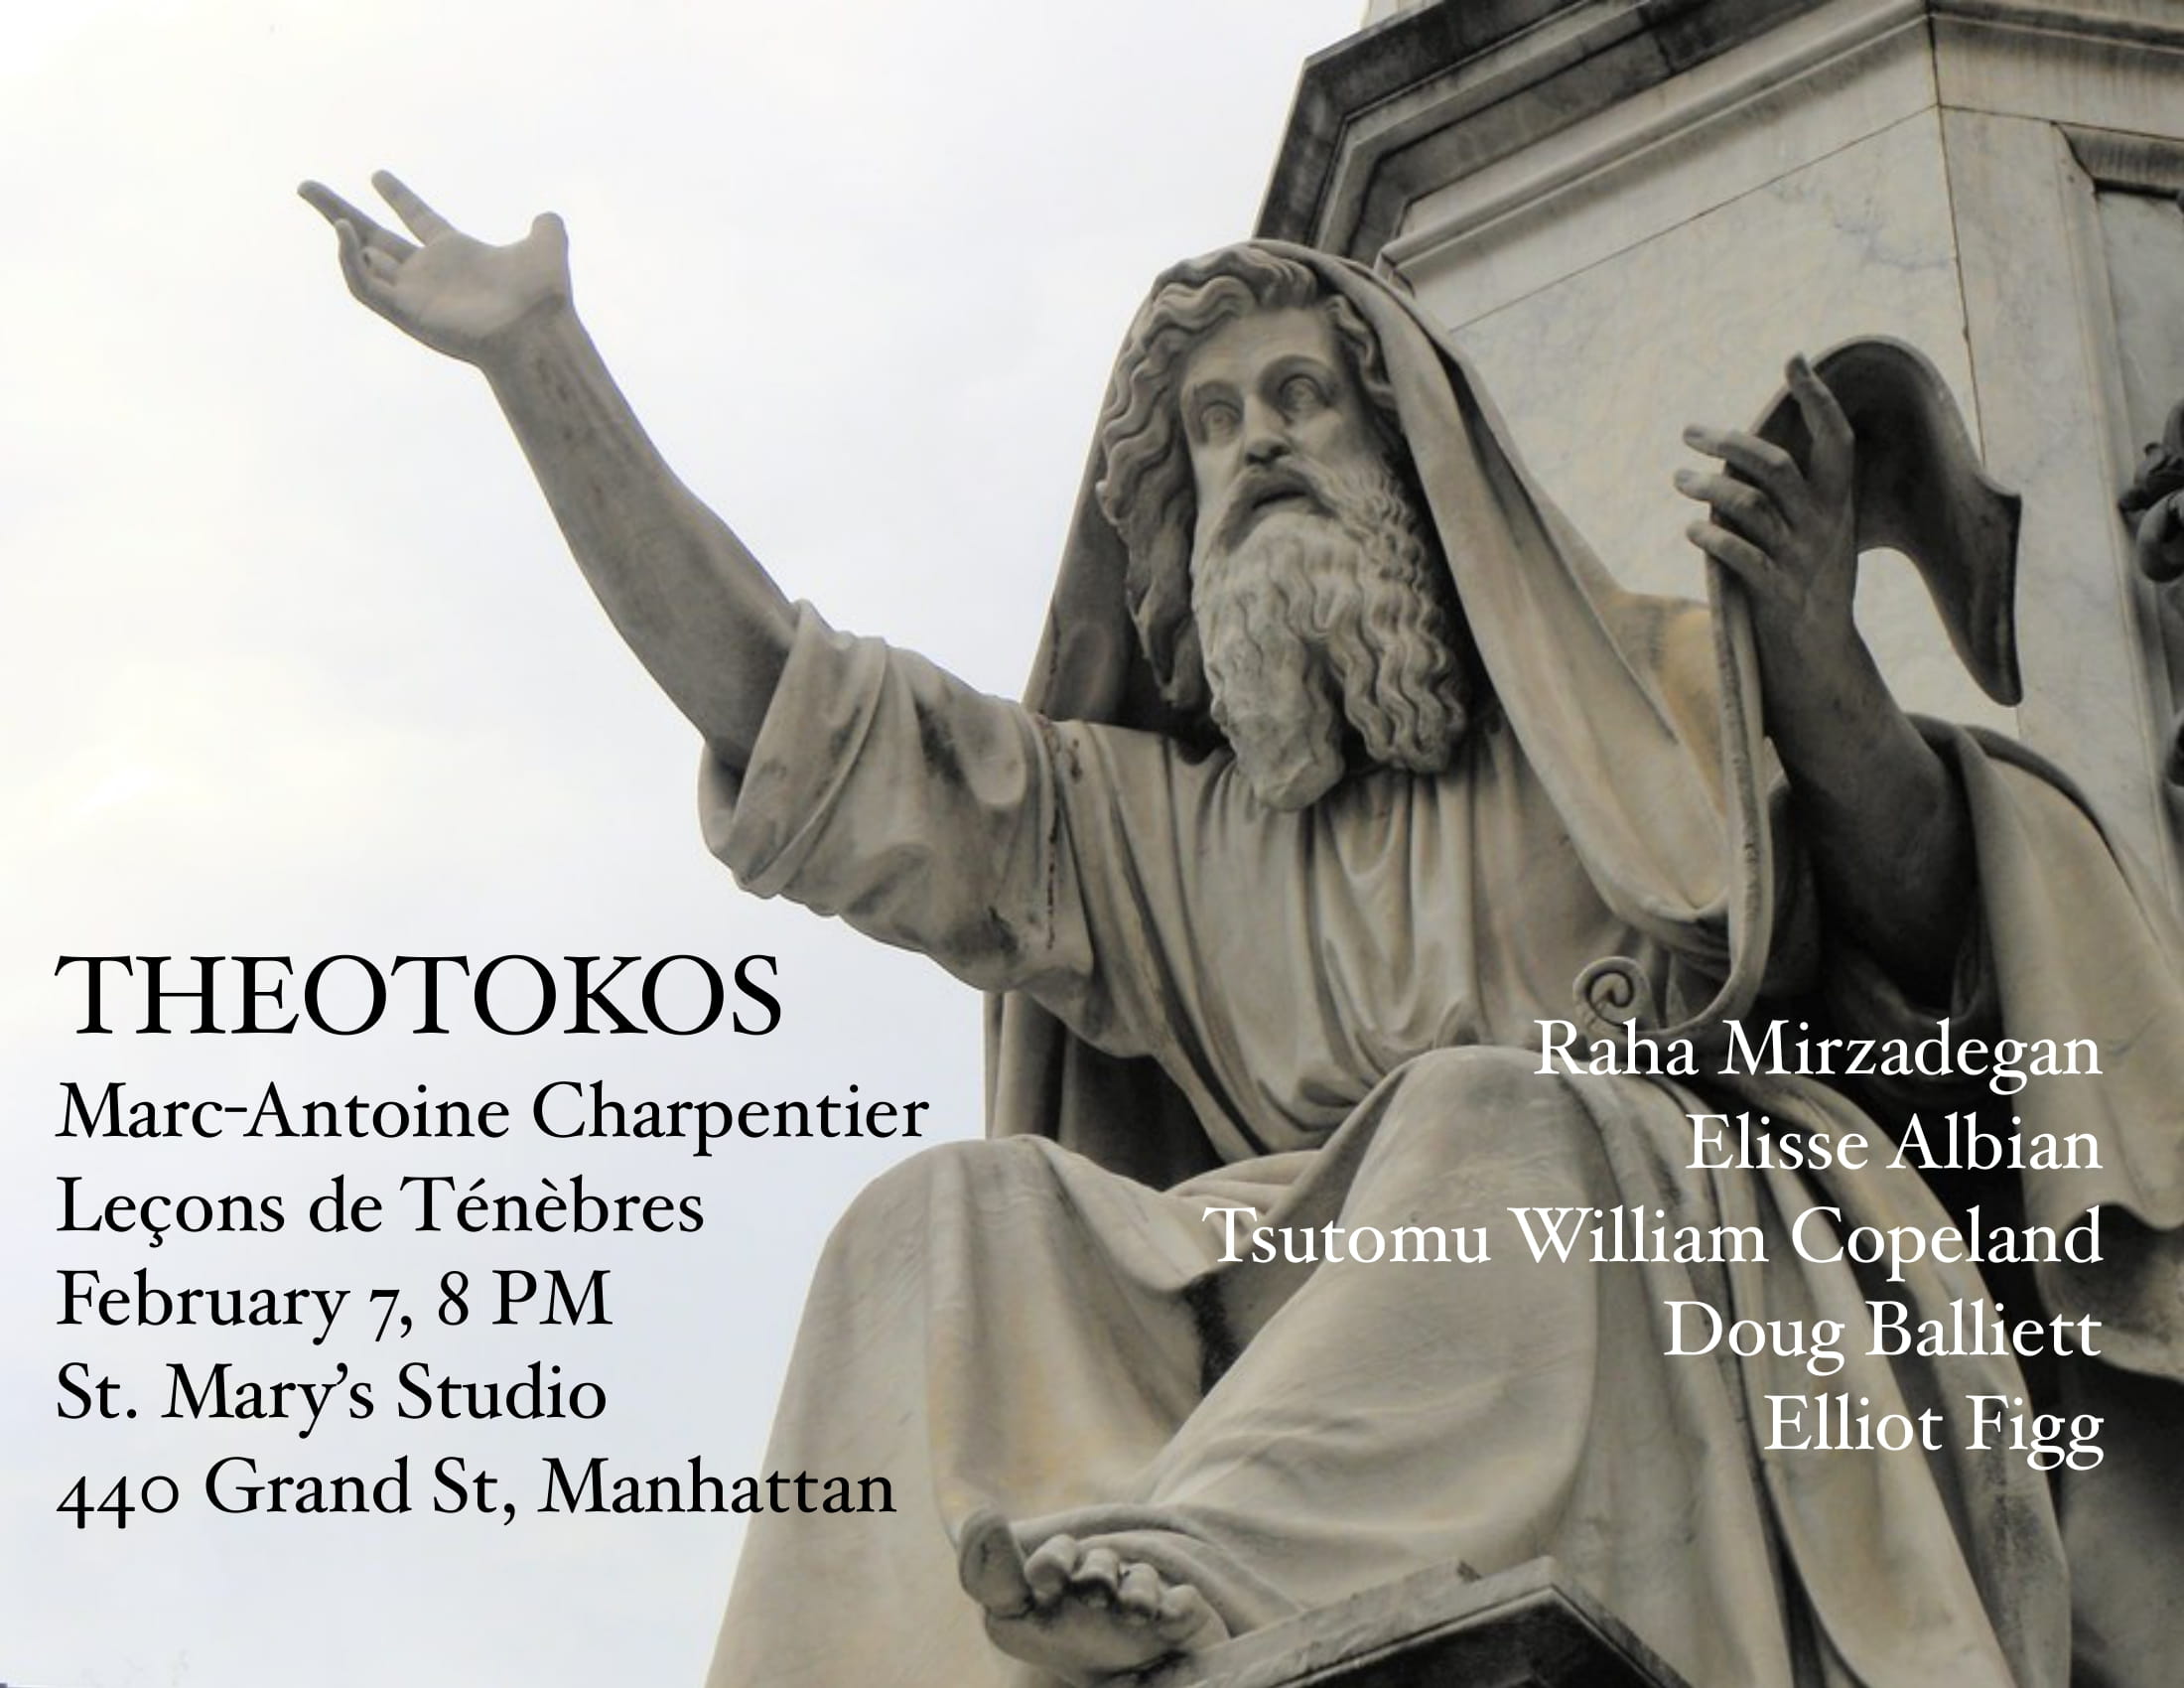 THEOTOKOS
Marc-Antoine Charpentier
Leçons de Ténèbres
February 7, 8 PM
St. Mary’s Studio
440 Grand St, Manhattan
Raha Mirzadegan
Elisse Albian
Tsutomu William Copeland
Doug Balliett
Elliot Figg